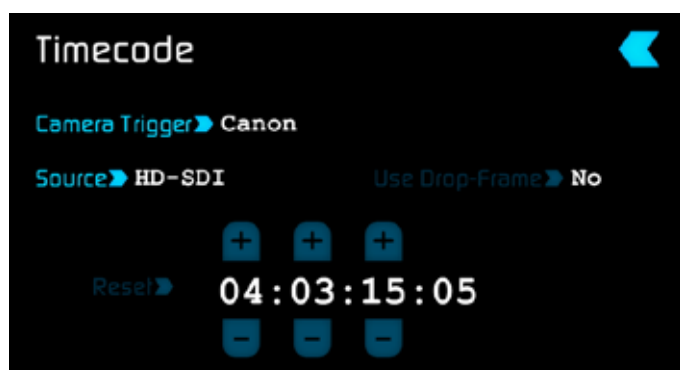 Timecode
Camera Trigger Canon
Source HD-SDI Use Drop-Frame No
+ + +
Reset 04:03:15:05
- - -